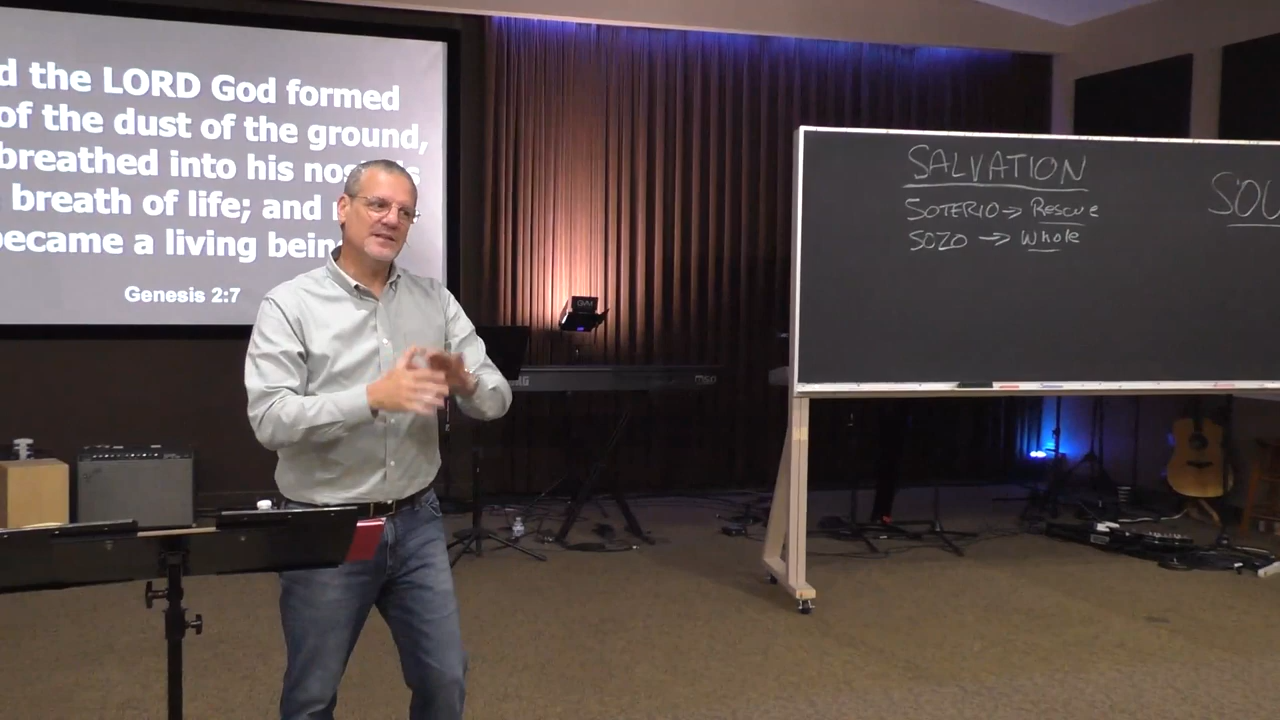 d the LORD God formed
of the dust of the ground,
breathed into his nos
breath of life; and
became a living bein
Genesis 2:7
SALVATION
SOTERIO → Rescue
SOZO → Whole
SOU
GVM